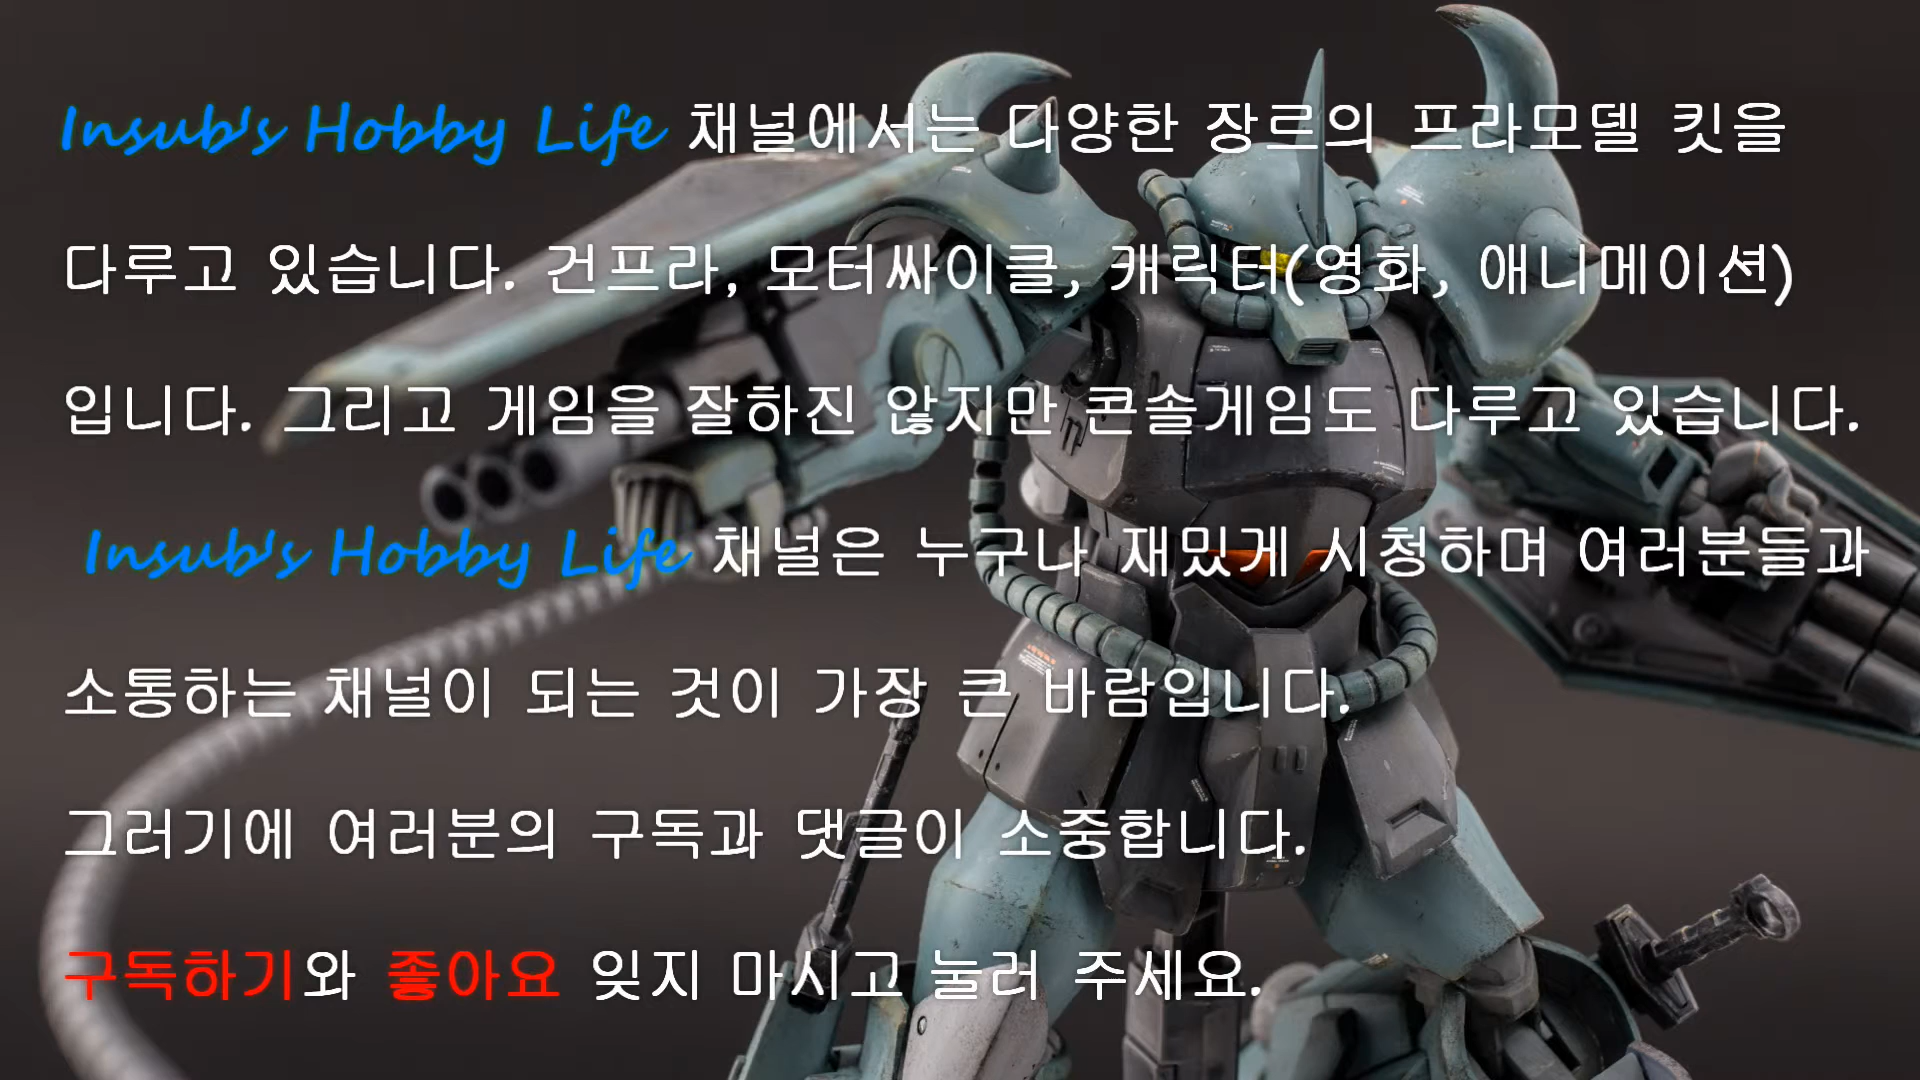 Insub's Hobby Life 채널에서는 다양한 장르의 프라모델 킷을
다루고 있습니다. 건프라, 모터싸이클, 캐릭터(영화, 애니메이션)
입니다. 그리고 게임을 잘하진 않지만 콘솔게임도 다루고 있습니다.
Insub's Hobby Life 채널은 누구나 재밌게 시청하며 여러분들과
소통하는 채널이 되는 것이 가장 큰 바람입니다.
그러기에 여러분의 구독과 댓글이 소중합니다.
구독하기와 좋아요 잊지 마시고 눌러 주세요.